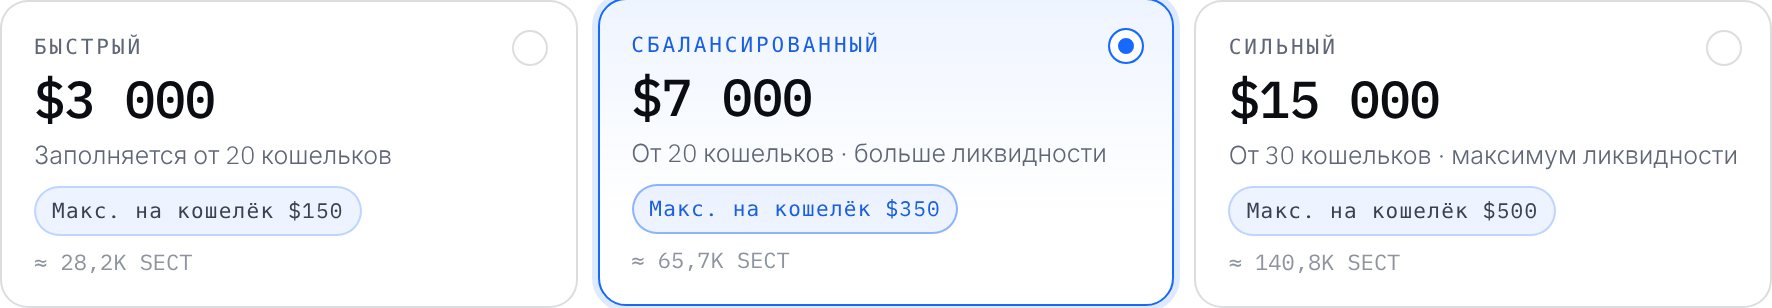 БЫСТРЫЙ
$3 000
Заполняется от 20 кошельков
Макс. на кошелёк $150
≈ 28,2K SECT
СБАЛАНСИРОВАННЫЙ
$7 000
От 20 кошельков · больше ликвидности
Макс. на кошелёк $350
≈ 65,7K SECT
СИЛЬНЫЙ
$15 000
От 30 кошельков · максимум ликвидности
Макс. на кошелёк $500
≈ 140,8K SECT